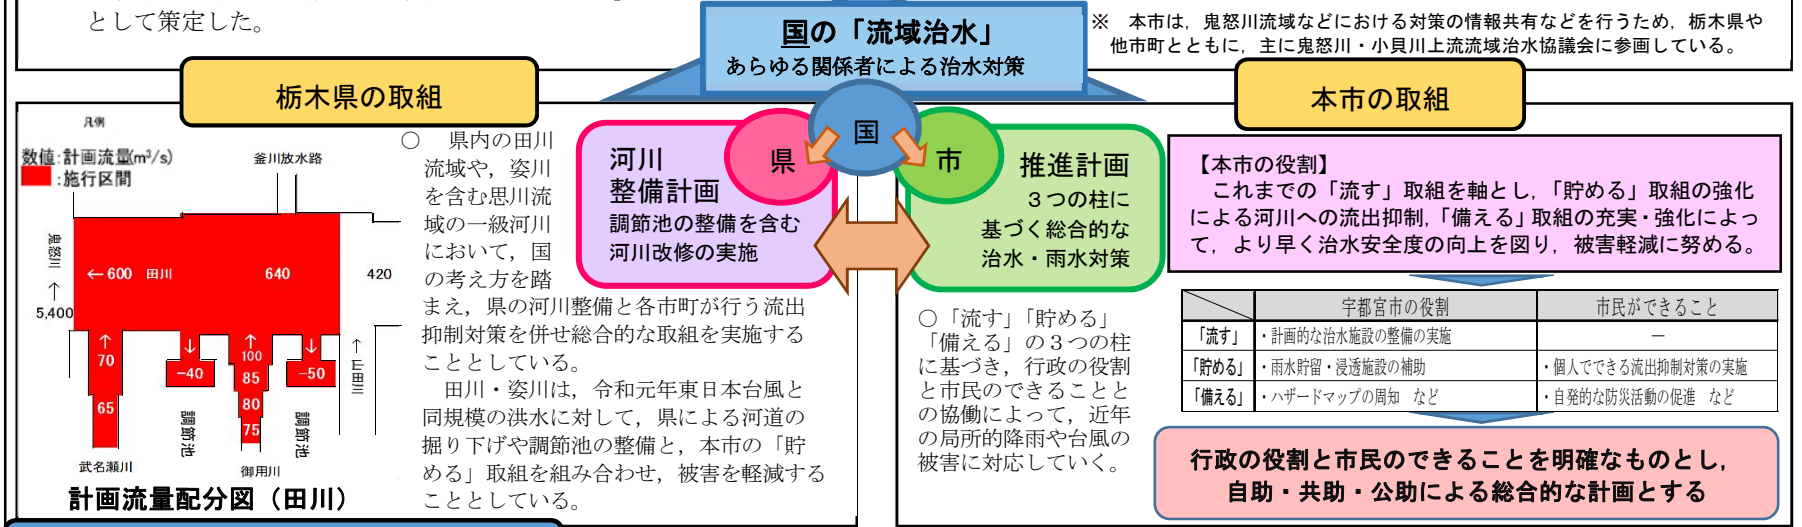 として策定した。
国の「流域治水」
あらゆる関係者による治水対策
※　本市は，鬼怒川流域などにおける対策の情報共有などを行うため，栃木県や
他市町とともに，主に鬼怒川・小貝川上流流域治水協議会に参画している。
栃木県の取組
凡例
数値:計画流量(m³/s)
:施行区間
釜川放水路
鬼怒川
↑
5,400
←600　田川
640
420
↑
70
65
↓
-40
↑
100
85
80
75
↓
-50
↑山田川
調節池
調節池
武名瀬川
御用川
計画流量配分図（田川）
○　県内の田川
流域や，姿川
を含む思川流
域の一級河川
において，国
の考え方を踏
まえ，県の河川整備と各市町が行う流出
抑制対策を併せ総合的な取組を実施する
こととしている。
田川・姿川は，令和元年東日本台風と
同規模の洪水に対して，県による河道の
掘り下げや調節池の整備と，本市の「貯
める」取組を組み合わせ，被害を軽減する
こととしている。
国
県
市
河川
整備計画
調節池の整備を含む
河川改修の実施
推進計画
３つの柱に
基づく総合的な
治水・雨水対策
○「流す」「貯める」
「備える」の３つの柱
に基づき，行政の役割
と市民のできることと
の協働によって，近年
の局所的降雨や台風の
被害に対応していく。
本市の取組
【本市の役割】
これまでの「流す」取組を軸とし，「貯める」取組の強化
による河川への流出抑制，「備える」取組の充実・強化によっ
て，より早く治水安全度の向上を図り，被害軽減に努める。
宇都宮市の役割　市民ができること
「流す」　・計画的な治水施設の整備の実施　－
「貯める」　・雨水貯留・浸透施設の補助　・個人でできる流出抑制対策の実施
「備える」　・ハザードマップの周知　など　・自発的な防災活動の促進　など
行政の役割と市民のできることを明確なものとし，
自助・共助・公助による総合的な計画とする